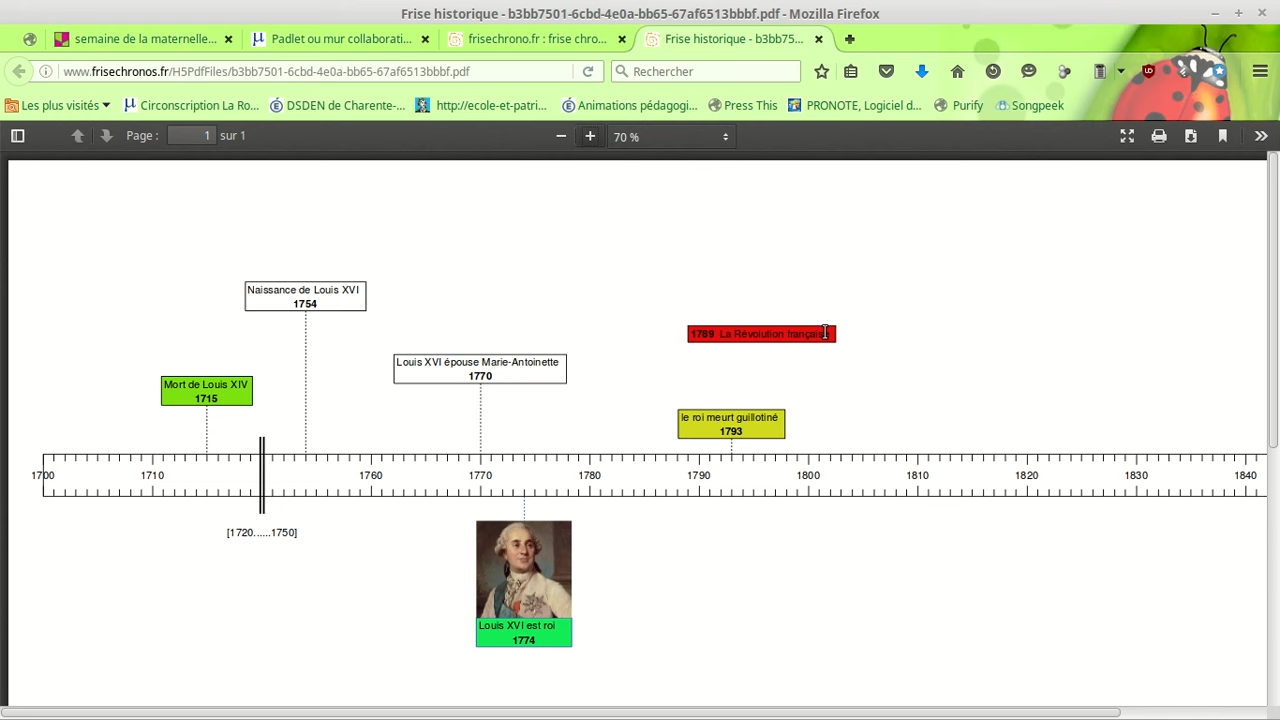 Frise historique - b3bb7501-6cbd-4e0a-bb65-67af6513bbbf.pdf - Mozilla Firefox
semaine de la maternelle...
Padlet ou mur collaborati...
frisechrono.fr : frise chro...
Frise historique - b3bb75...
www.frisechronos.fr/H5PdfFiles/b3bb7501-6cbd-4e0a-bb65-67af6513bbbf.pdf
Rechercher
Les plus visités
Circonscription La Ro...
DSDEN de Charente-...
http://ecole-et-patri...
Animations pédagogi...
Press This
PRONOTE, Logiciel d...
Purify
Songpeek
Page : 1 sur 1
70 %
Naissance de Louis XVI
1754
1789 La Révolution française
Louis XVI épouse Marie-Antoinette
1770
Mort de Louis XIV
1715
le roi meurt guillotiné
1793
1700 1710 1760 1770 1780 1790 1800 1810 1820 1830 1840
[1720......1750]
Louis XVI est roi
1774